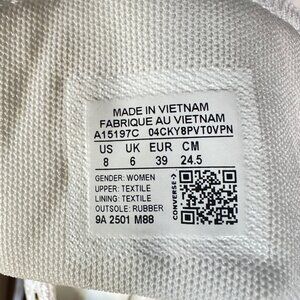 MADE IN VIETNAM
FABRIQUE AU VIETNAM
A15197C 04CKY8PVT0VPN
US UK EUR CM
8 6 39 24.5
GENDER: WOMEN
UPPER: TEXTILE
LINING: TEXTILE
OUTSOLE: RUBBER
9A 2501 M88
CONVERSE